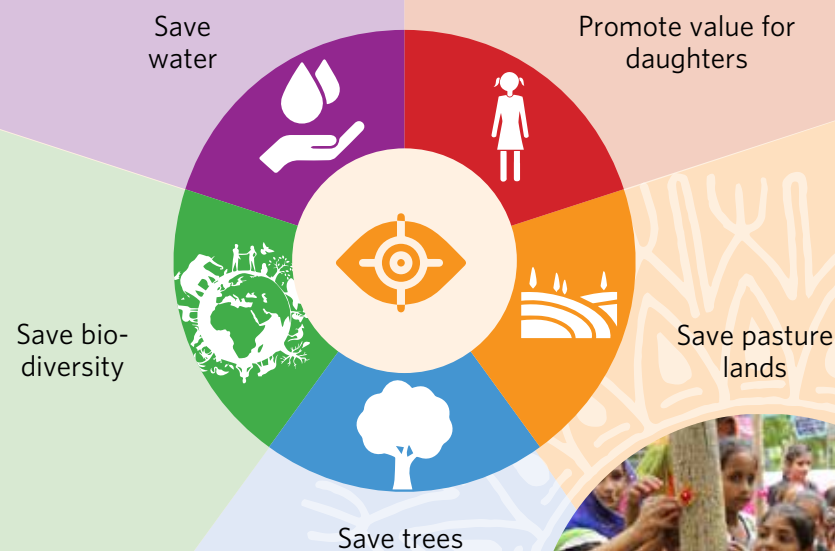 Save
water
Promote value for
daughters
Save bio-
diversity
Save pasture
lands
Save trees